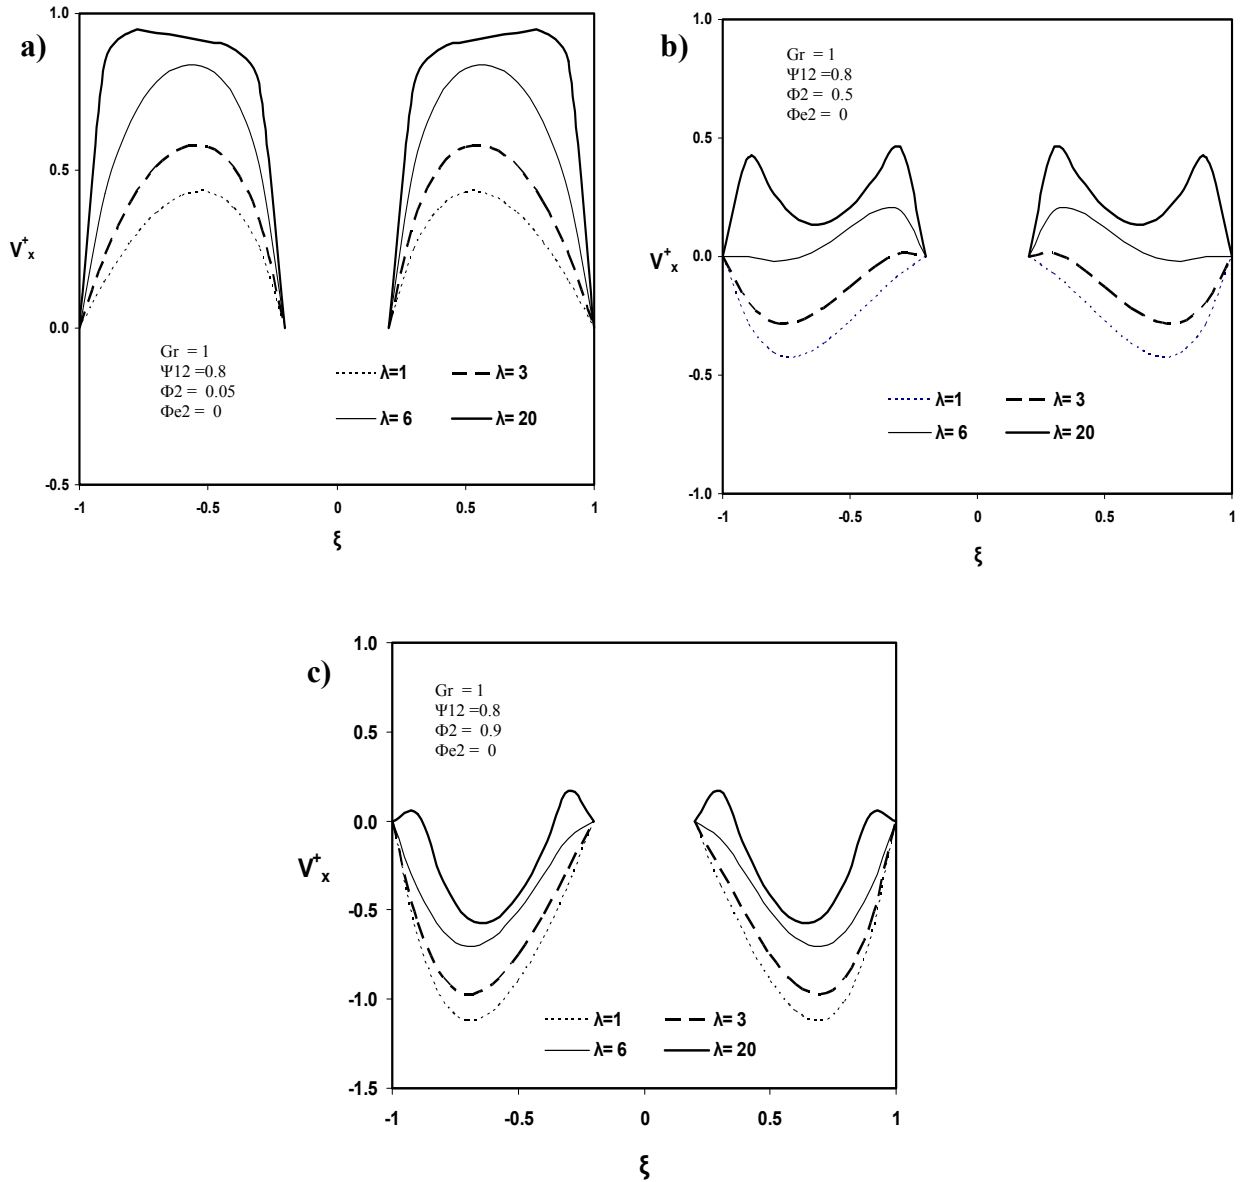 a)
1.0
0.5
0.0
-0.5
V⁺ₓ
Gr = 1
Ψ12 =0.8
Φ2 = 0.05
Φe2 = 0
λ=1
λ= 3
λ= 6
λ= 20
-1
-0.5
0
0.5
1
ξ
b)
1.0
0.5
0.0
-0.5
-1.0
V⁺ₓ
Gr = 1
Ψ12 =0.8
Φ2 = 0.5
Φe2 = 0
λ=1
λ= 3
λ= 6
λ= 20
-1
-0.5
0
0.5
1
ξ
c)
1.0
0.5
0.0
-0.5
-1.0
-1.5
V⁺ₓ
Gr = 1
Ψ12 =0.8
Φ2 = 0.9
Φe2 = 0
λ=1
λ= 3
λ= 6
λ= 20
-1
-0.5
0
0.5
1
ξ